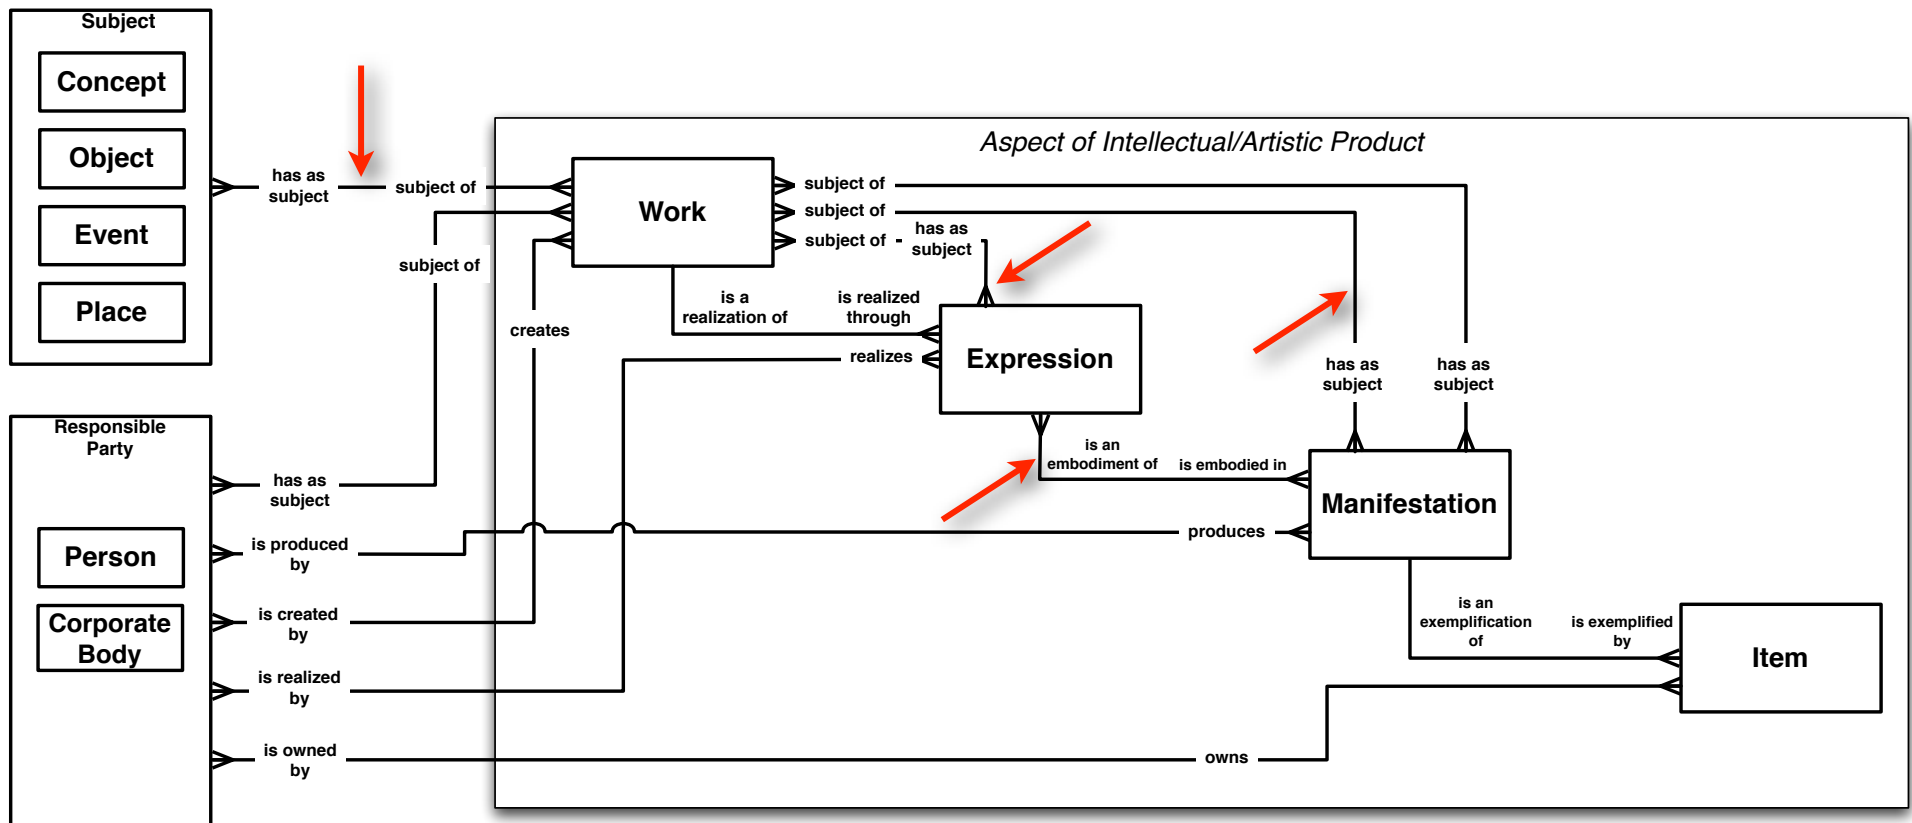 Subject
Concept
Object
Event
Place
has as
subject
subject of
subject of
creates
Responsible
Party
has as
subject
Person
is produced
by
Corporate
Body
is created
by
is realized
by
is owned
by
Aspect of Intellectual/Artistic Product
Work
subject of
subject of
subject of
has as
subject
is a
realization of
is realized
through
realizes
Expression
has as
subject
has as
subject
is an
embodiment of
is embodied in
Manifestation
produces
is an
exemplification
of
is exemplified
by
Item
owns